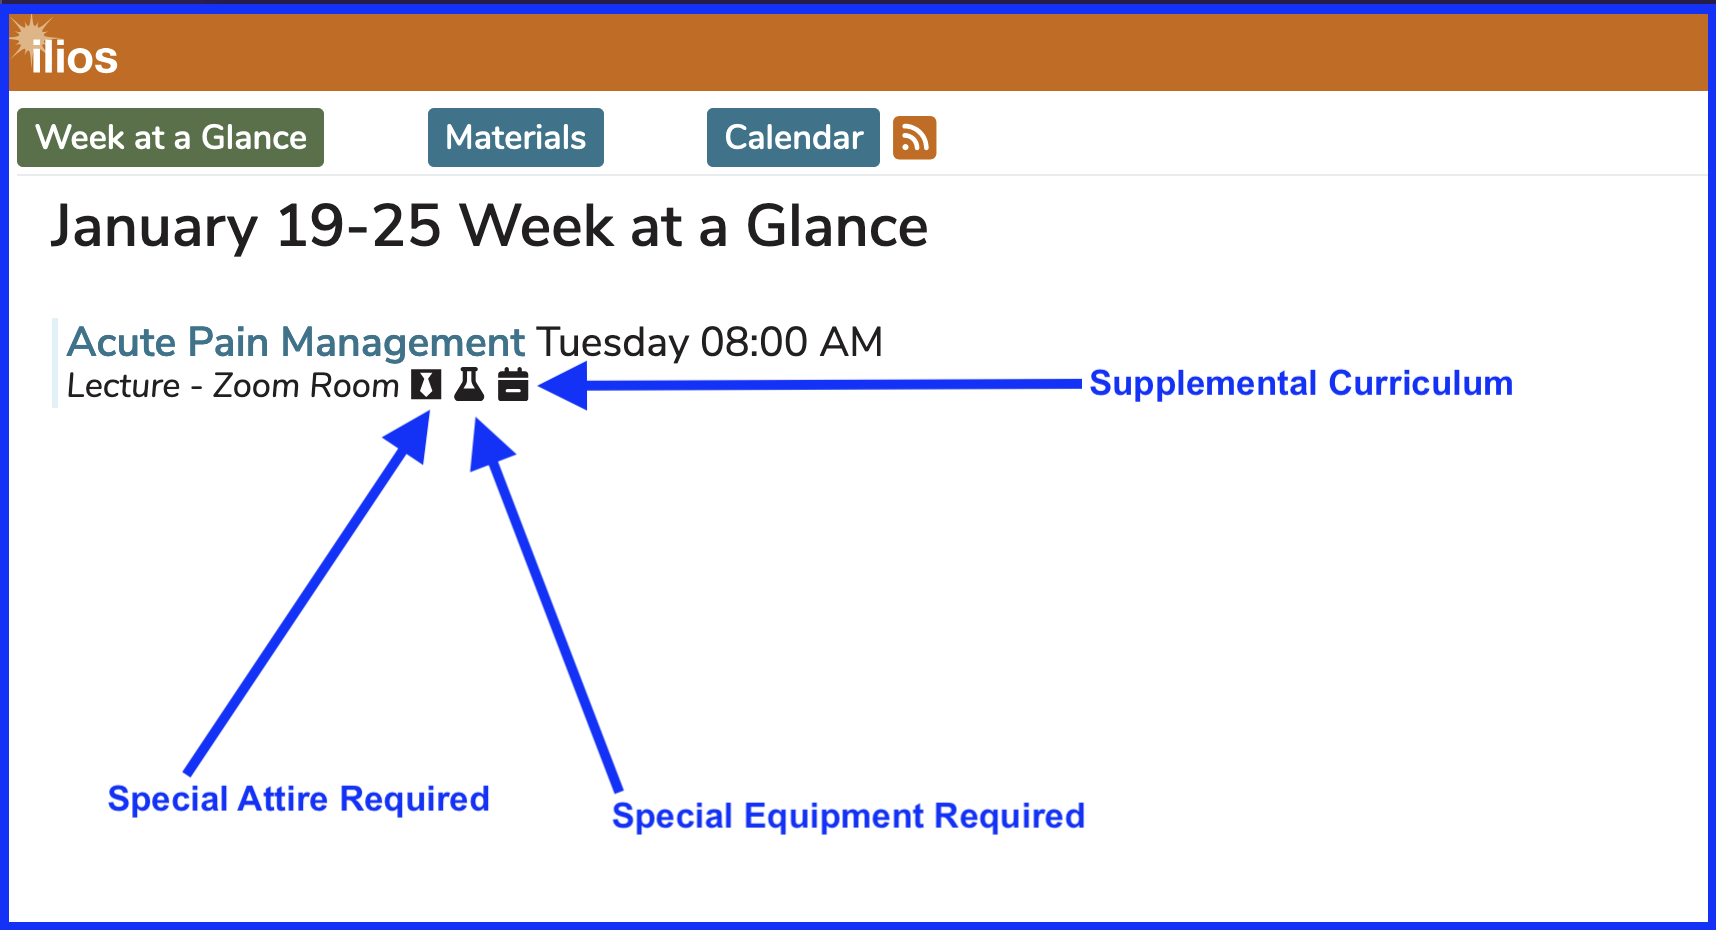 ilios
Week at a Glance Materials Calendar
January 19-25 Week at a Glance
Acute Pain Management Tuesday 08:00 AM
Lecture - Zoom Room
Supplemental Curriculum
Special Attire Required
Special Equipment Required